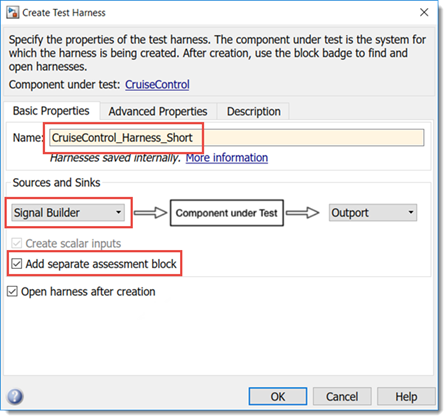 Create Test Harness
Specify the properties of the test harness. The component under test is the system for
which the harness is being created. After creation, use the block badge to find and
open harnesses.
Component under test: CruiseControl
Basic Properties Advanced Properties Description
Name: CruiseControl_Harness_Short
Harnesses saved internally. More information
Sources and Sinks
Signal Builder Component under Test Outport
Create scalar inputs
Add separate assessment block
Open harness after creation
? OK Cancel Help